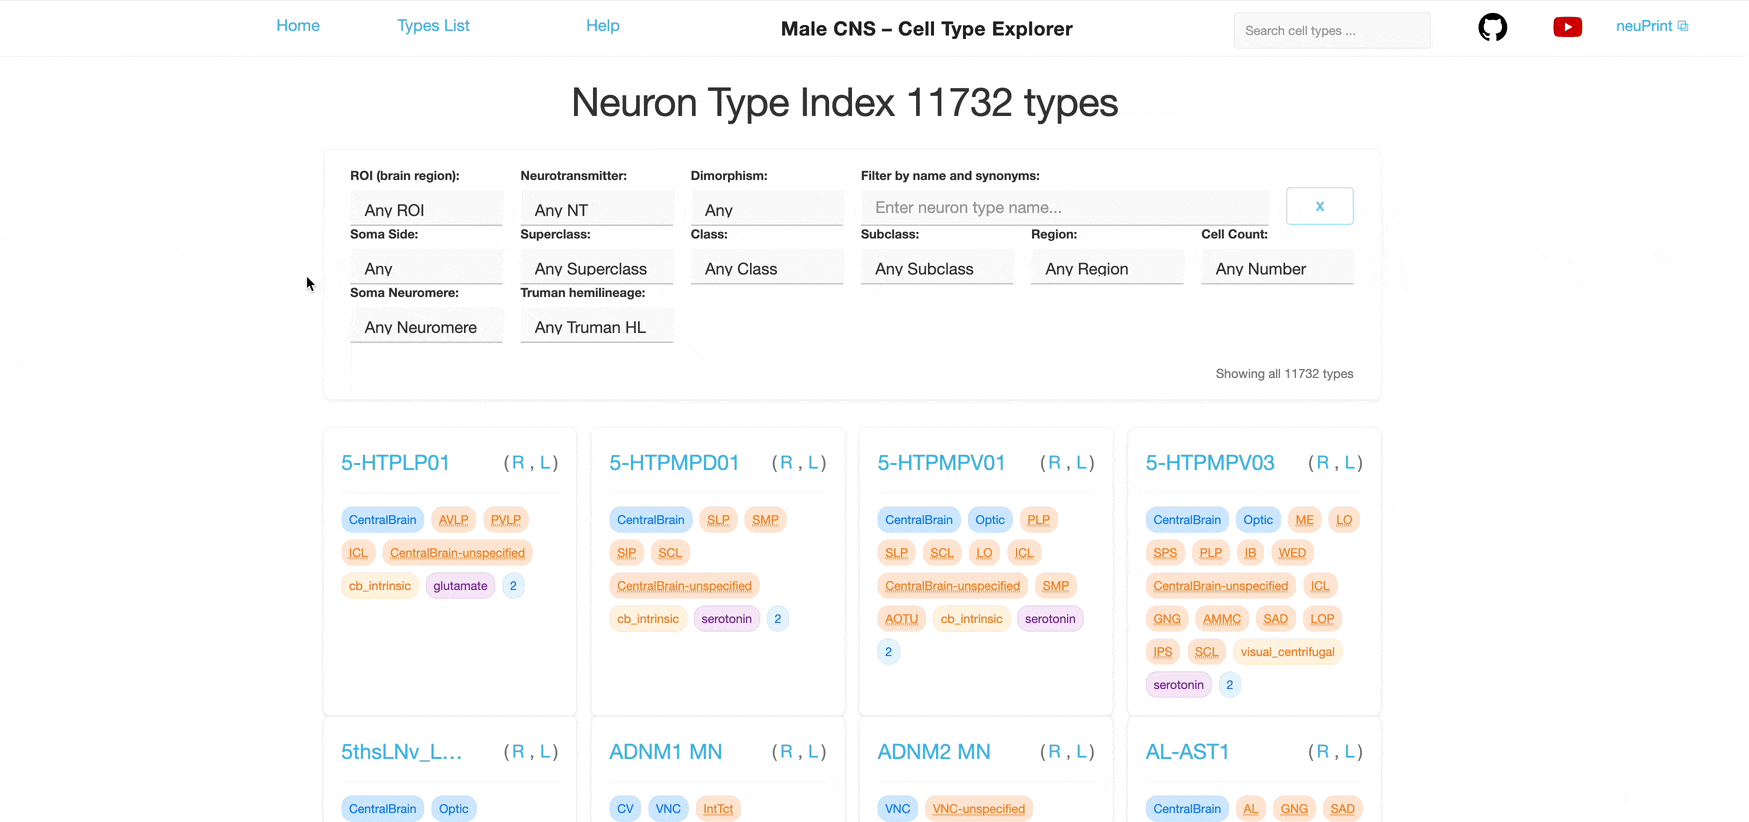 Home Types List Help Male CNS – Cell Type Explorer Search cell types ... neuPrint
Neuron Type Index 11732 types
ROI (brain region): Neurotransmitter: Dimorphism: Filter by name and synonyms:
Any ROI Any NT Any Enter neuron type name... x
Soma Side: Superclass: Class: Subclass: Region: Cell Count:
Any Any Superclass Any Class Any Subclass Any Region Any Number
Soma Neuromere: Truman hemilineage:
Any Neuromere Any Truman HL
Showing all 11732 types
5-HTPLP01 (R , L)
CentralBrain AVLP PVLP
ICL CentralBrain-unspecified
cb_intrinsic glutamate 2
5-HTPMPD01 (R , L)
CentralBrain SLP SMP
SIP SCL
CentralBrain-unspecified
cb_intrinsic serotonin 2
5-HTPMPV01 (R , L)
CentralBrain Optic PLP
SLP SCL LO ICL
CentralBrain-unspecified SMP
AOTU cb_intrinsic serotonin
2
5-HTPMPV03 (R , L)
CentralBrain Optic ME LO
SPS PLP IB WED
CentralBrain-unspecified ICL
GNG AMMC SAD LOP
IPS SCL visual_centrifugal
serotonin 2
5thsLNv_L... (R , L)
CentralBrain Optic
ADNM1 MN (R , L)
CV VNC IntTct
ADNM2 MN (R , L)
VNC VNC-unspecified
AL-AST1 (R , L)
CentralBrain AL GNG SAD